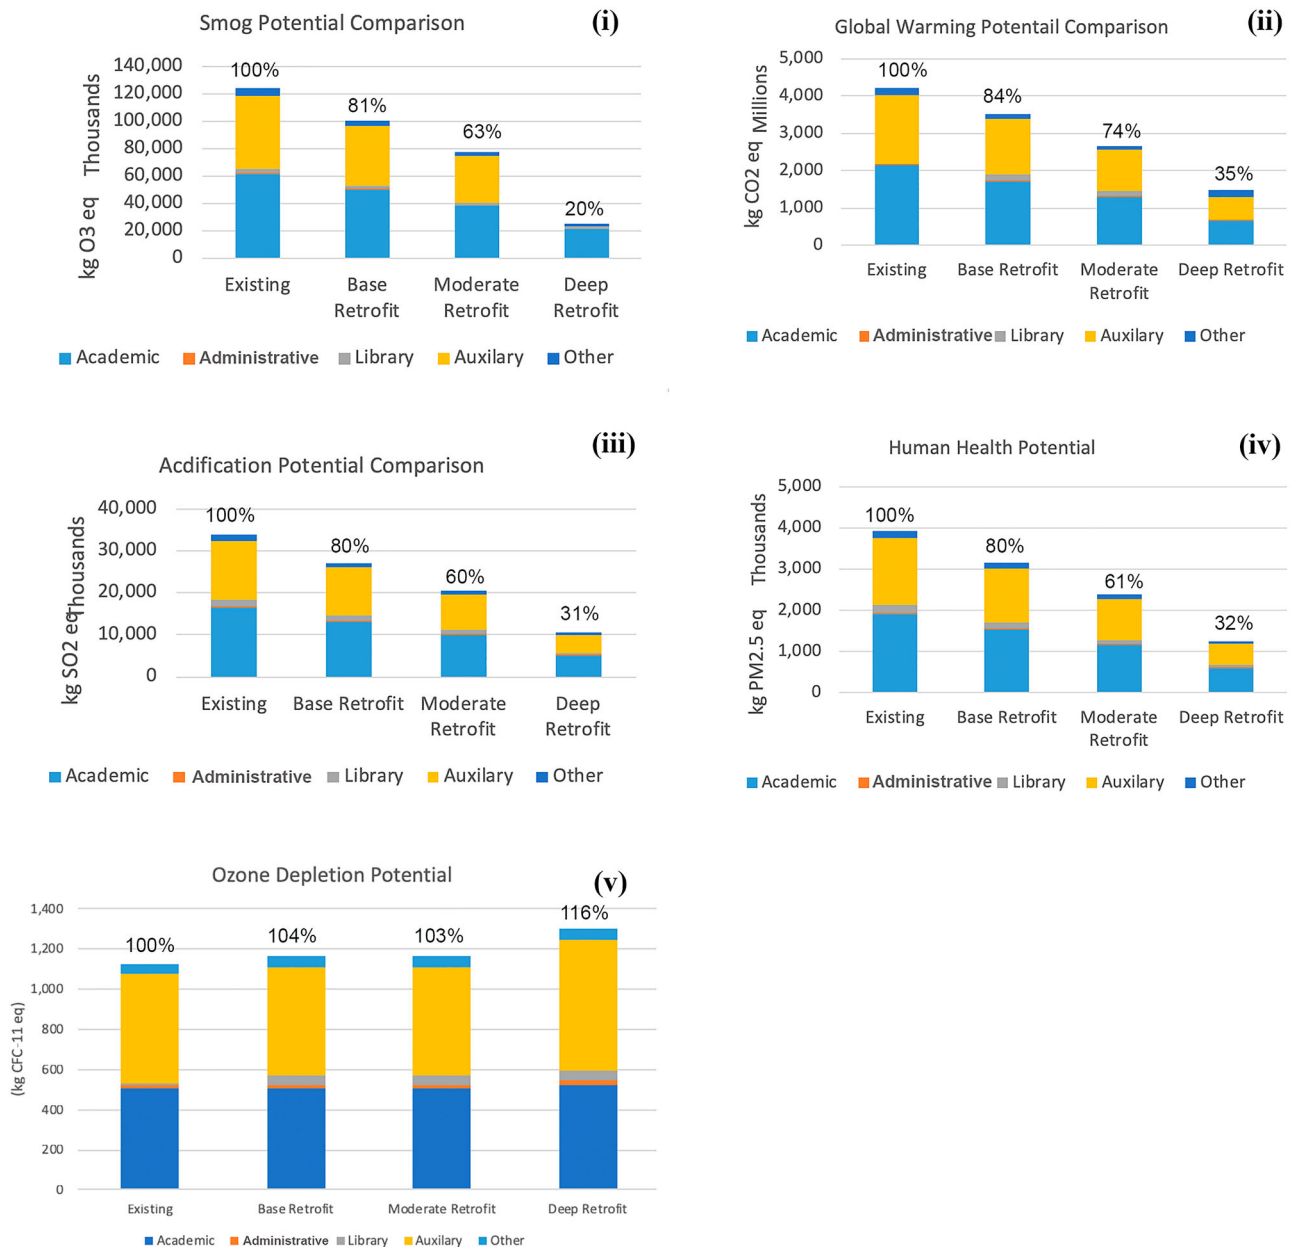 Smog Potential Comparison
(i)
kg O3 eq Thousands
140,000
120,000
100,000
80,000
60,000
40,000
20,000
0
100%
81%
63%
20%
Existing
Base Retrofit
Moderate Retrofit
Deep Retrofit
Academic Administrative Library Auxilary Other
Global Warming Potentail Comparison
(ii)
kg CO2 eq Millions
5,000
4,000
3,000
2,000
1,000
0
100%
84%
74%
35%
Existing
Base Retrofit
Moderate Retrofit
Deep Retrofit
Academic Administrative Library Auxilary Other
Acdification Potential Comparison
(iii)
kg SO2 eq Thousands
40,000
30,000
20,000
10,000
0
100%
80%
60%
31%
Existing
Base Retrofit
Moderate Retrofit
Deep Retrofit
Academic Administrative Library Auxilary Other
Human Health Potential
(iv)
kg PM2.5 eq Thousands
5,000
4,000
3,000
2,000
1,000
0
100%
80%
61%
32%
Existing
Base Retrofit
Moderate Retrofit
Deep Retrofit
Academic Administrative Library Auxilary Other
Ozone Depletion Potential
(v)
(kg CFC-11 eq)
1,400
1,200
1,000
800
600
400
200
0
100%
104%
103%
116%
Existing
Base Retrofit
Moderate Retrofit
Deep Retrofit
Academic Administrative Library Auxilary Other